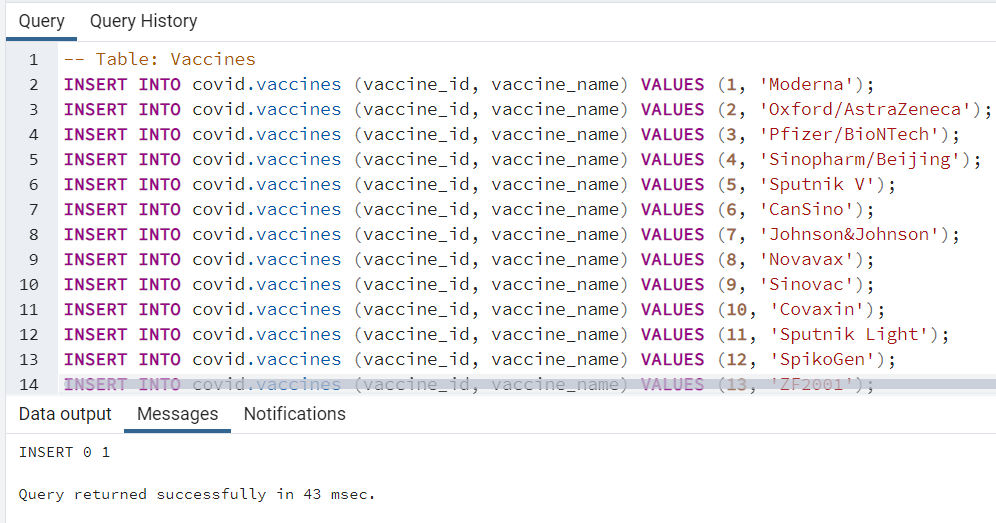 Query Query History
1 -- Table: Vaccines
2 INSERT INTO covid.vaccines (vaccine_id, vaccine_name) VALUES (1, 'Moderna');
3 INSERT INTO covid.vaccines (vaccine_id, vaccine_name) VALUES (2, 'Oxford/AstraZeneca');
4 INSERT INTO covid.vaccines (vaccine_id, vaccine_name) VALUES (3, 'Pfizer/BioNTech');
5 INSERT INTO covid.vaccines (vaccine_id, vaccine_name) VALUES (4, 'Sinopharm/Beijing');
6 INSERT INTO covid.vaccines (vaccine_id, vaccine_name) VALUES (5, 'Sputnik V');
7 INSERT INTO covid.vaccines (vaccine_id, vaccine_name) VALUES (6, 'CanSino');
8 INSERT INTO covid.vaccines (vaccine_id, vaccine_name) VALUES (7, 'Johnson&Johnson');
9 INSERT INTO covid.vaccines (vaccine_id, vaccine_name) VALUES (8, 'Novavax');
10 INSERT INTO covid.vaccines (vaccine_id, vaccine_name) VALUES (9, 'Sinovac');
11 INSERT INTO covid.vaccines (vaccine_id, vaccine_name) VALUES (10, 'Covaxin');
12 INSERT INTO covid.vaccines (vaccine_id, vaccine_name) VALUES (11, 'Sputnik Light');
13 INSERT INTO covid.vaccines (vaccine_id, vaccine_name) VALUES (12, 'SpikoGen');
14 INSERT INTO covid.vaccines (vaccine_id, vaccine_name) VALUES (13, 'ZF2001');
Data output Messages Notifications
INSERT 0 1
Query returned successfully in 43 msec.